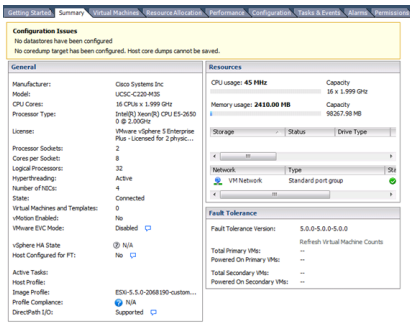 Getting Started Summary Virtual Machines Resource Allocation Performance Configuration Tasks & Events Alarms Permissions
Configuration Issues
No datastores have been configured
No coredump target has been configured. Host core dumps cannot be saved.
General
Manufacturer: Cisco Systems Inc
Model: UCSC-C220-M3S
CPU Cores: 16 CPUs x 1.999 GHz
Processor Type: Intel(R) Xeon(R) CPU E5-2650
0 @ 2.00GHz
License: VMware vSphere 5 Enterprise
Plus - Licensed for 2 physic...
Processor Sockets: 2
Cores per Socket: 8
Logical Processors: 32
Hyperthreading: Active
Number of NICs: 4
State: Connected
Virtual Machines and Templates: 0
vMotion Enabled: No
VMware EVC Mode: Disabled
vSphere HA State N/A
Host Configured for FT: No
Active Tasks:
Host Profile:
Image Profile: ESXi-5.5.0-2068190-custom...
Profile Compliance: N/A
DirectPath I/O: Supported
Resources
CPU usage: 45 MHz Capacity
16 x 1.999 GHz
Memory usage: 2410.00 MB Capacity
98267.98 MB
Storage Status Drive Type
Network Type Sta
VM Network Standard port group
Fault Tolerance
Fault Tolerance Version: 5.0.0-5.0.0-5.0.0
Refresh Virtual Machine Counts
Total Primary VMs: --
Powered On Primary VMs: --
Total Secondary VMs: --
Powered On Secondary VMs: --